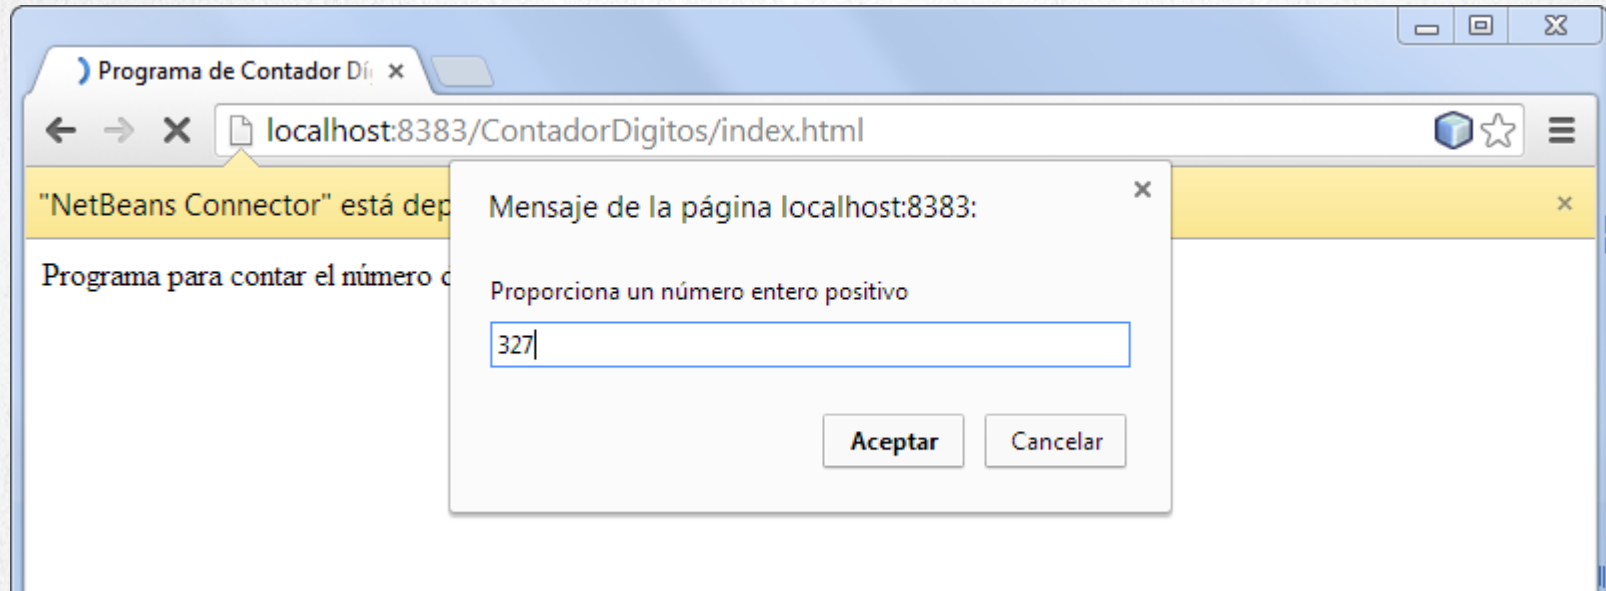 Programa de Contador Dí
localhost:8383/ContadorDigitos/index.html
"NetBeans Connector" está dep
Mensaje de la página localhost:8383:
Programa para contar el número d
Proporciona un número entero positivo
327
Aceptar Cancelar